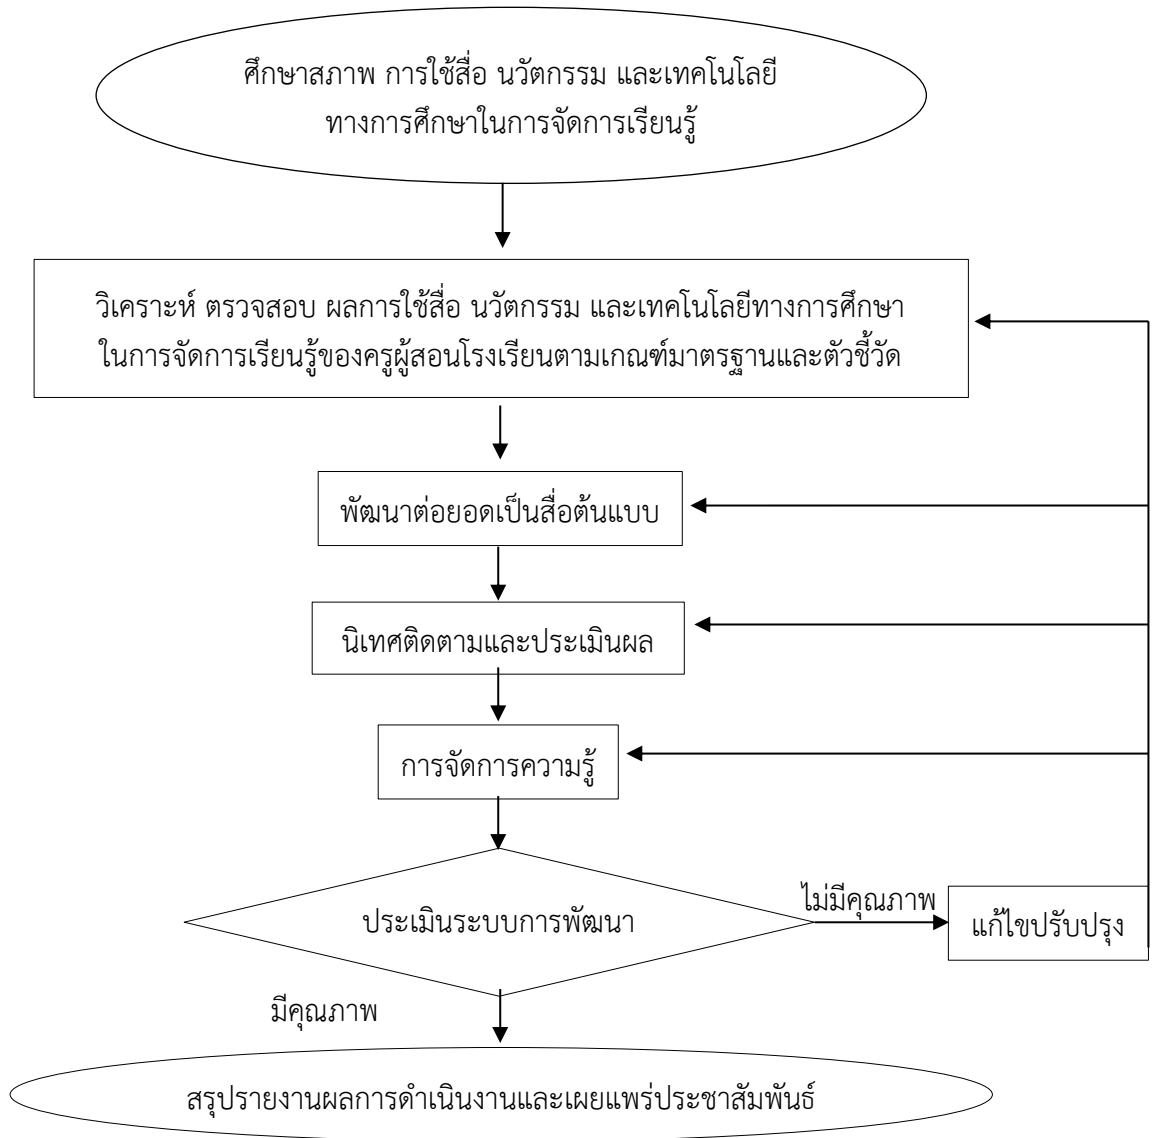 ศึกษาสภาพ การใช้สื่อ นวัตกรรม และเทคโนโลยี
ทางการศึกษาในการจัดการเรียนรู้
วิเคราะห์ ตรวจสอบ ผลการใช้สื่อ นวัตกรรม และเทคโนโลยีทางการศึกษา
ในการจัดการเรียนรู้ของครูผู้สอนโรงเรียนตามเกณฑ์มาตรฐานและตัวชี้วัด
พัฒนาต่อยอดเป็นสื่อต้นแบบ
นิเทศติดตามและประเมินผล
การจัดการความรู้
ประเมินระบบการพัฒนา
ไม่มีคุณภาพ
แก้ไขปรับปรุง
มีคุณภาพ
สรุปรายงานผลการดำเนินงานและเผยแพร่ประชาสัมพันธ์